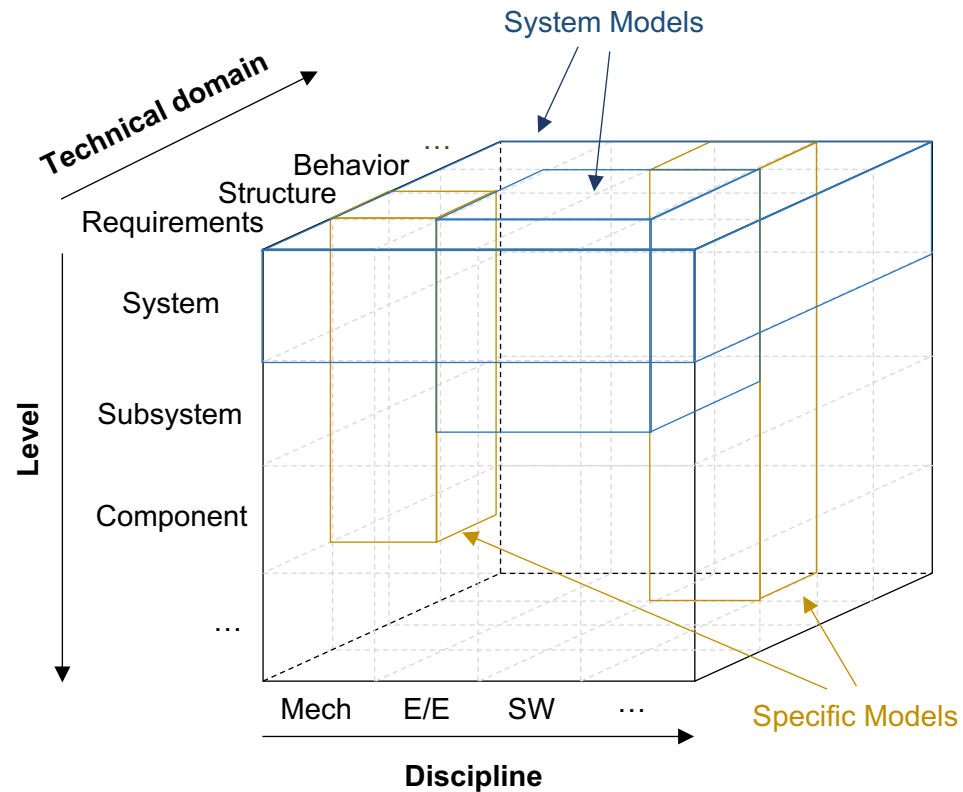 System Models
Technical domain
...
Behavior
Structure
Requirements
System
Subsystem
Level
Component
...
Mech E/E SW ...
Specific Models
Discipline